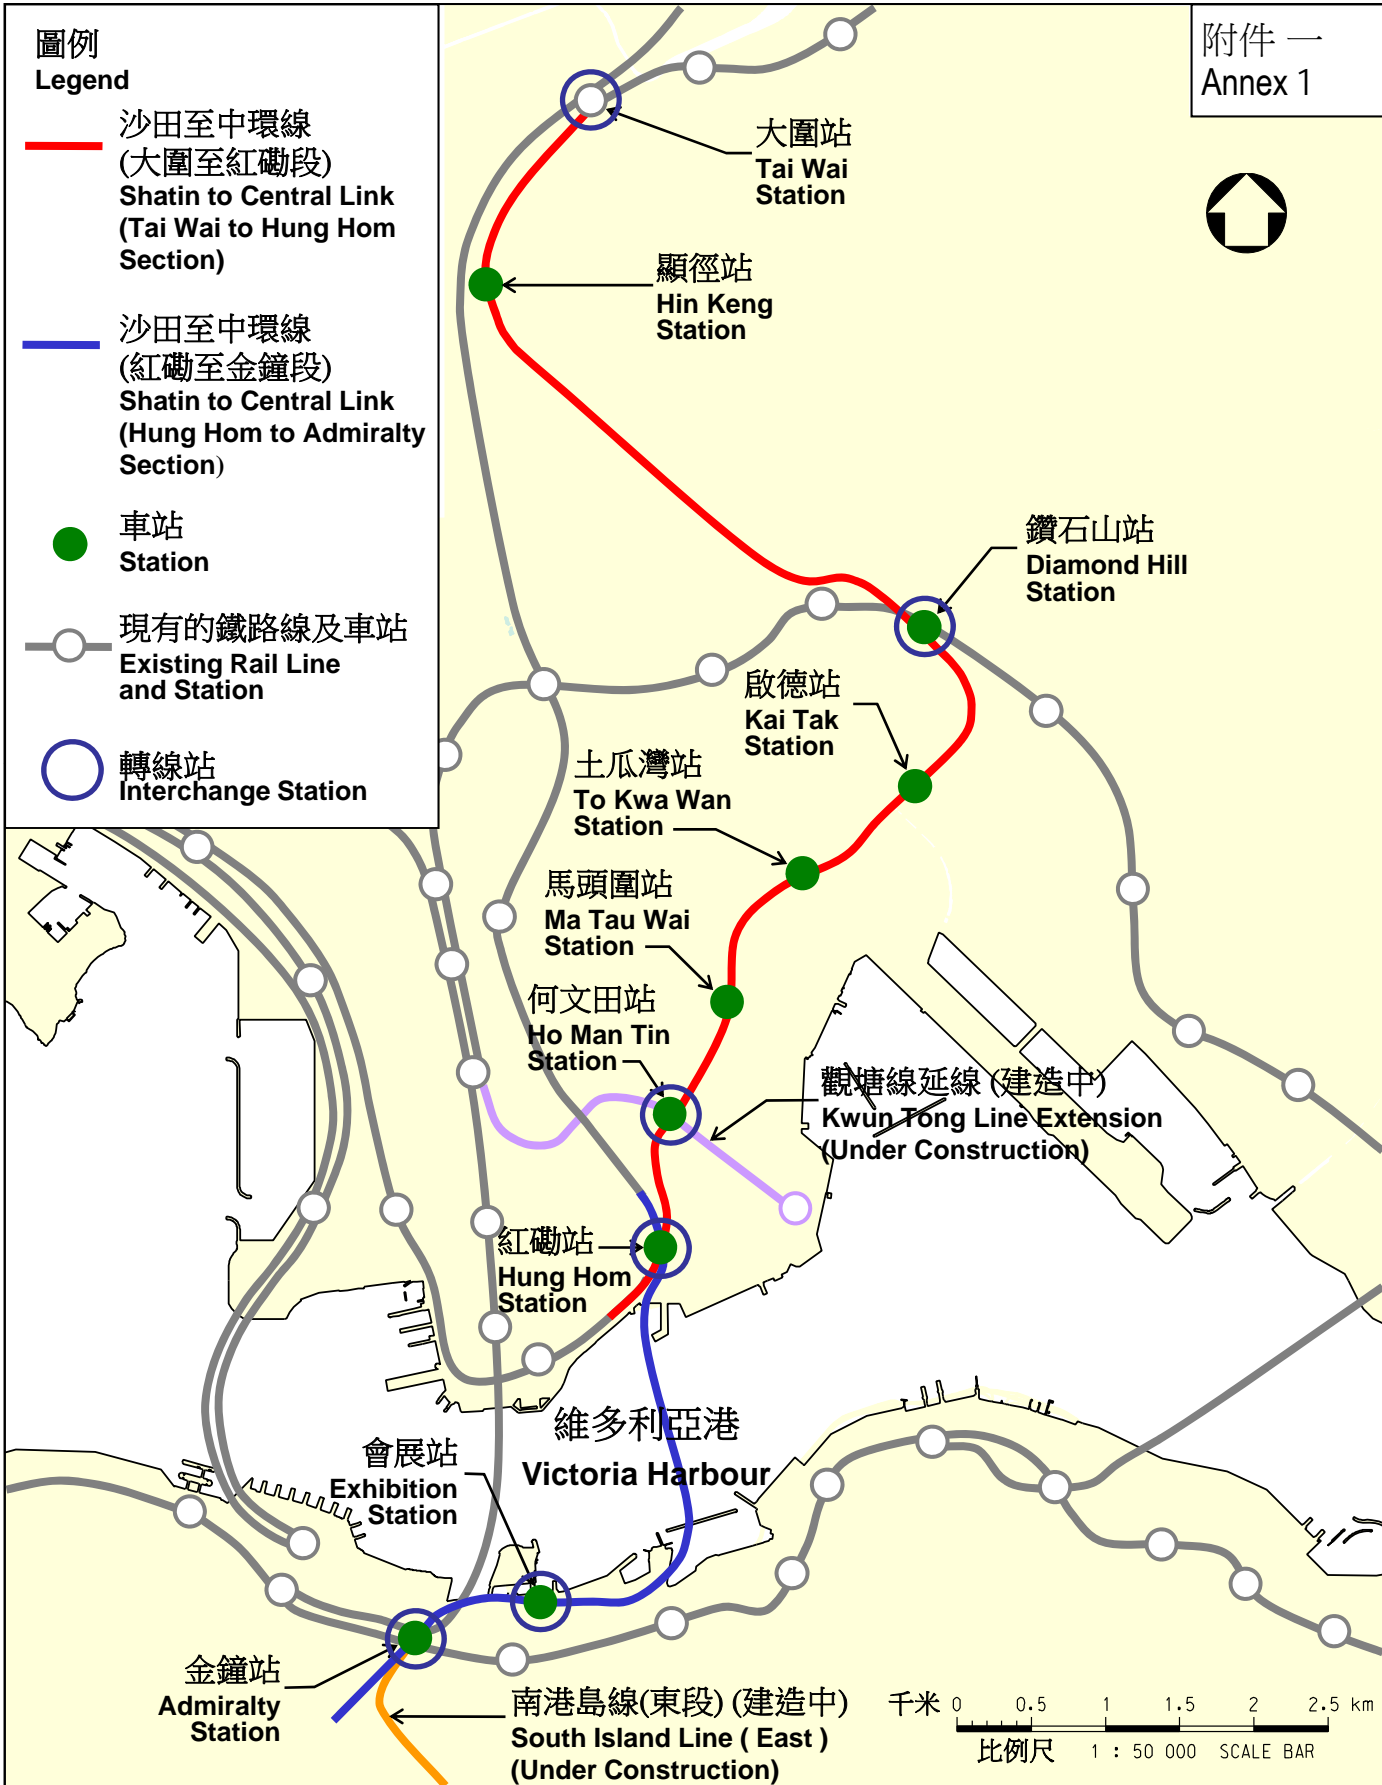 圖例
Legend
沙田至中環線
(大圍至紅磡段)
Shatin to Central Link
(Tai Wai to Hung Hom
Section)
沙田至中環線
(紅磡至金鐘段)
Shatin to Central Link
(Hung Hom to Admiralty
Section)
車站
Station
現有的鐵路線及車站
Existing Rail Line
and Station
轉線站
Interchange Station
附件 一
Annex 1
大圍站
Tai Wai
Station
顯徑站
Hin Keng
Station
鑽石山站
Diamond Hill
Station
啟德站
Kai Tak
Station
土瓜灣站
To Kwa Wan
Station
馬頭圍站
Ma Tau Wai
Station
何文田站
Ho Man Tin
Station
觀塘線延線 (建造中)
Kwun Tong Line Extension
(Under Construction)
紅磡站
Hung Hom
Station
維多利亞港
Victoria Harbour
會展站
Exhibition
Station
金鐘站
Admiralty
Station
南港島線(東段) (建造中)
South Island Line ( East )
(Under Construction)
千米 0 0.5 1 1.5 2 2.5 km
比例尺 1 : 50 000 SCALE BAR